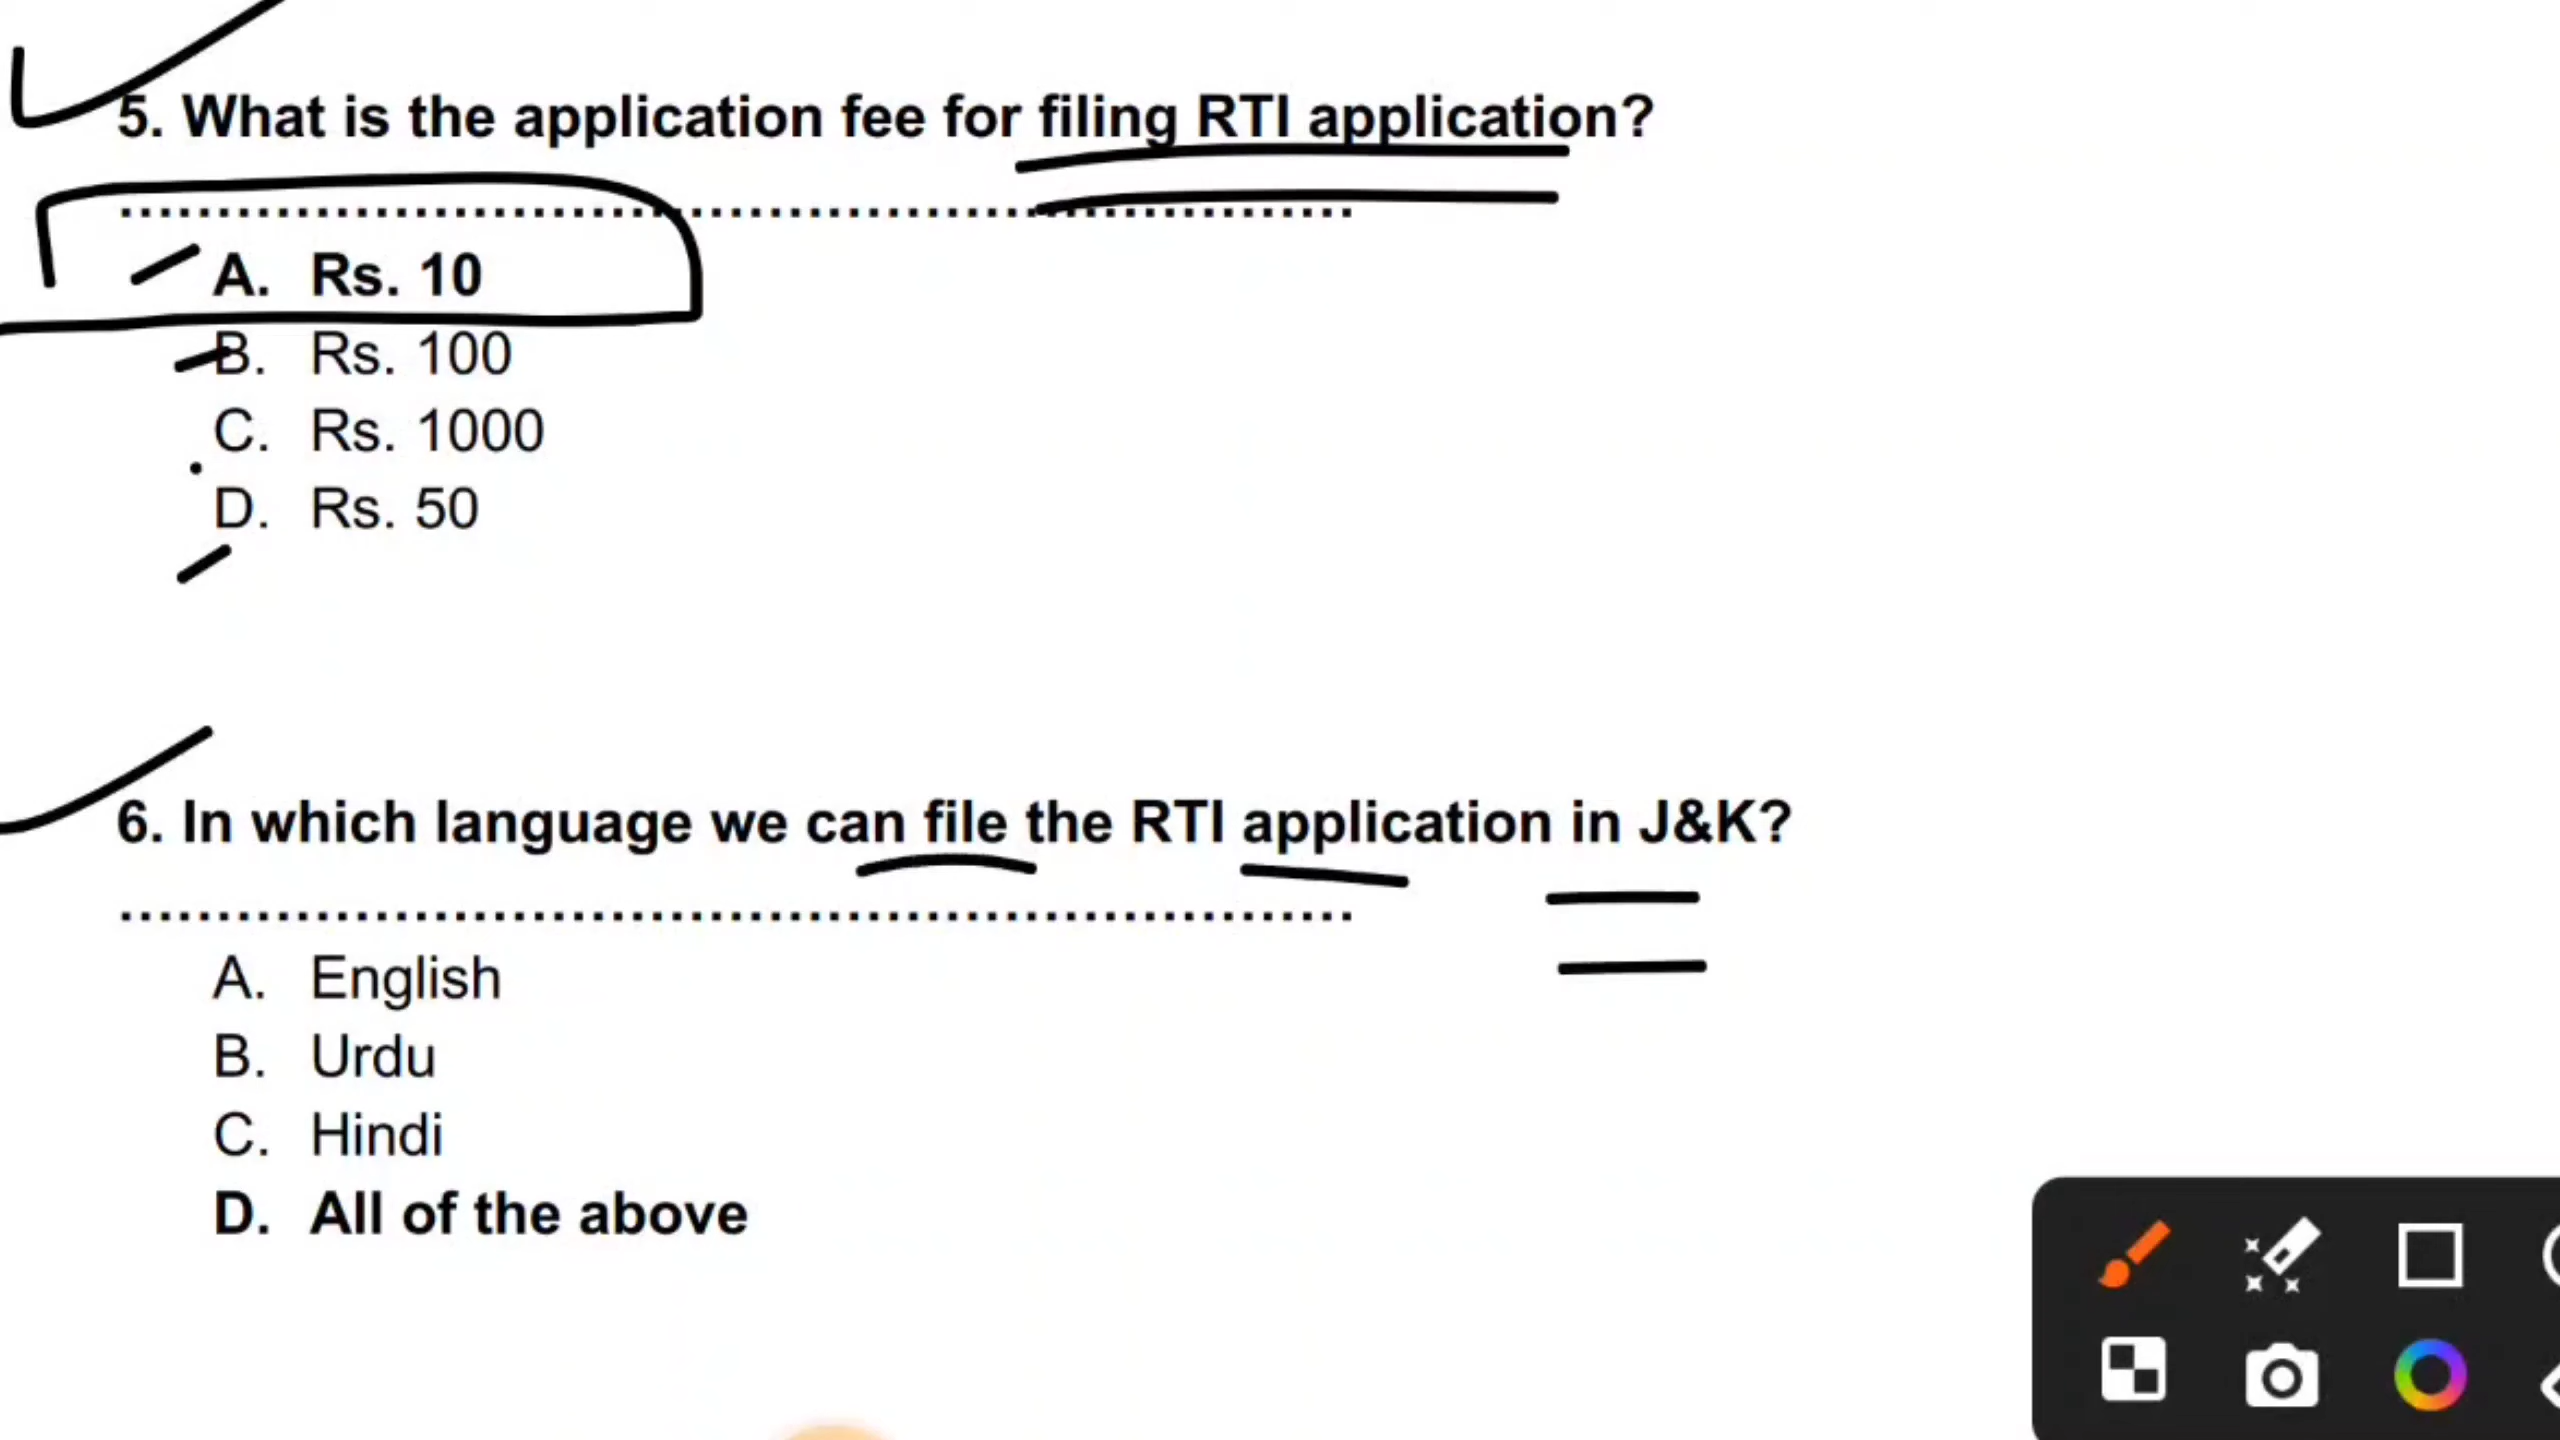 5. What is the application fee for filing RTI application?
................................................................
A. Rs. 10
B. Rs. 100
C. Rs. 1000
D. Rs. 50
6. In which language we can file the RTI application in J&K?
................................................................
A. English
B. Urdu
C. Hindi
D. All of the above